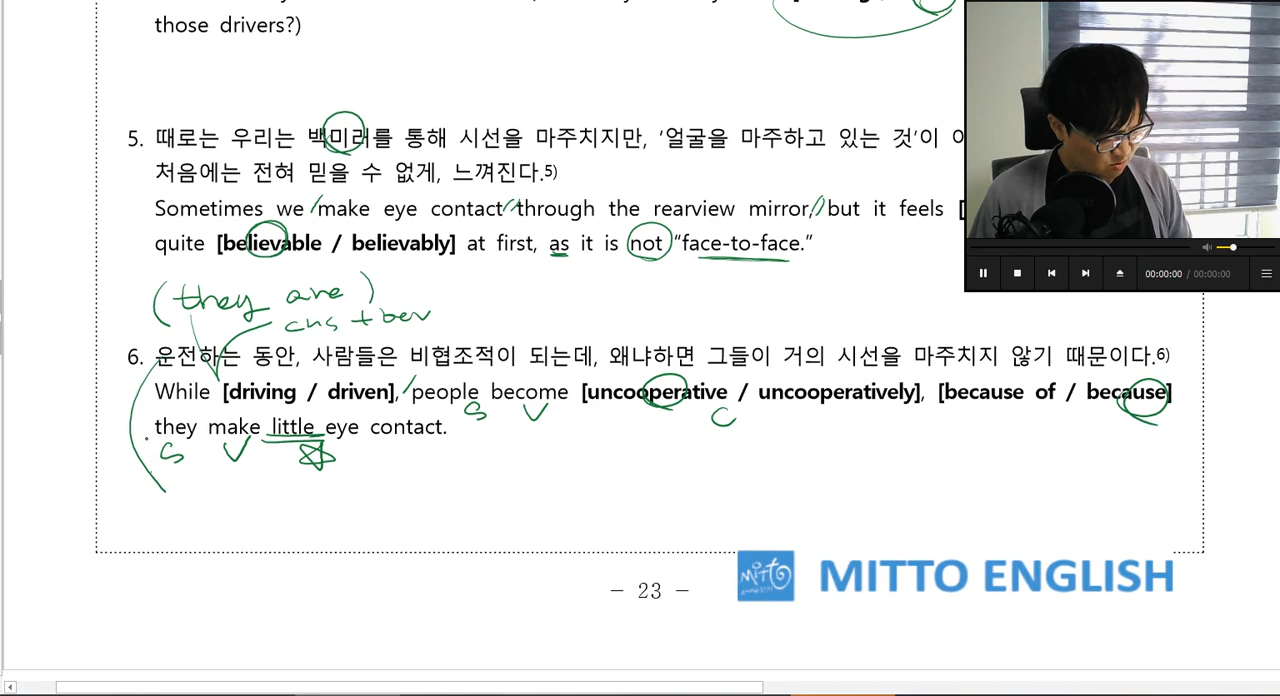 those drivers?)
5. 때로는 우리는 백미러를 통해 시선을 마주치지만, '얼굴을 마주하고 있는 것'이
처음에는 전혀 믿을 수 없게, 느껴진다.5)
Sometimes we make eye contact through the rearview mirror, but it feels [
quite [believable / believably] at first, as it is not “face-to-face.”
(they are)
6. 운전하는 동안, 사람들은 비협조적이 되는데, 왜냐하면 그들이 거의 시선을 마주치지 않기 때문이다.6)
While [driving / driven], people become [uncooperative / uncooperatively], [because of / because]
S V C
they make little eye contact.
S V
- 23 -
MITTO
MITTO ENGLISH
00:00:00 / 00:00:00